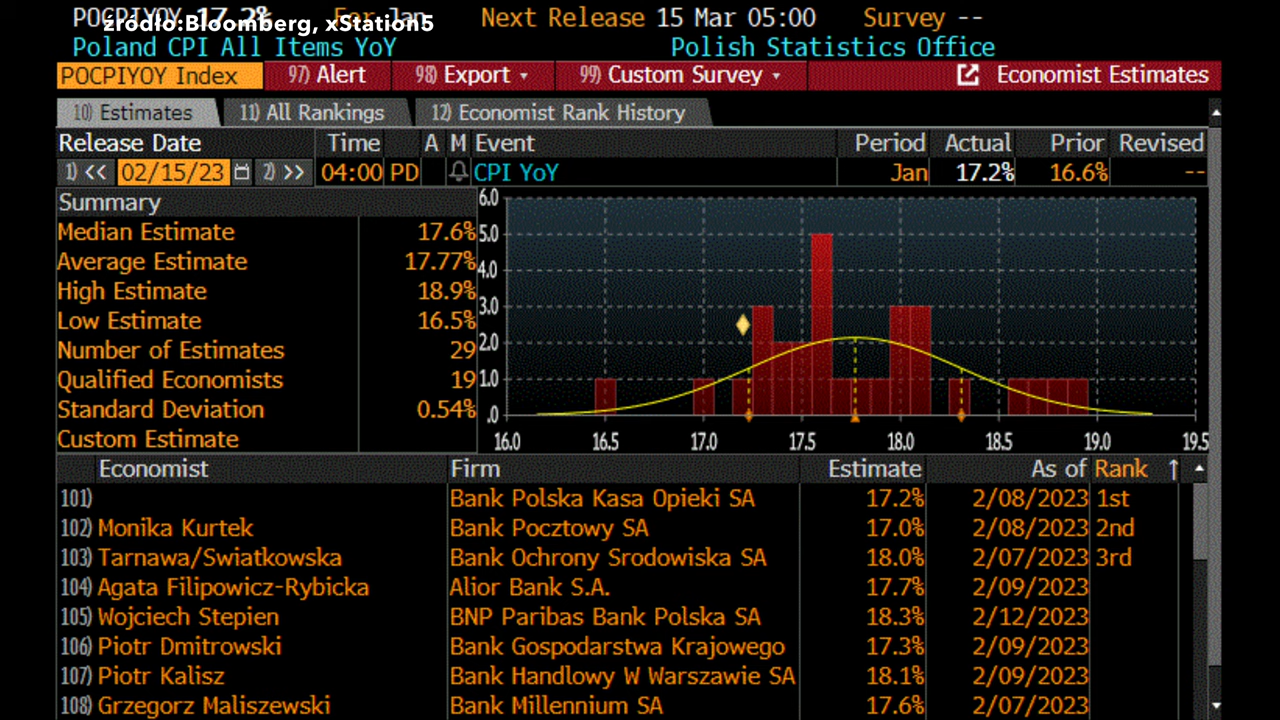 POCPIYOY 17.2% For Jan Next Release 15 Mar 05:00 Survey --
źródło:Bloomberg, xStation5
Poland CPI All Items YoY Polish Statistics Office
POCPIYOY Index 97) Alert 98) Export 99) Custom Survey Economist Estimates
10) Estimates 11) All Rankings 12) Economist Rank History
Release Date Time A M Event Period Actual Prior Revised
1) << 02/15/23 2) >> 04:00 PD CPI YoY Jan 17.2% 16.6% --
Summary
Median Estimate 17.6%
Average Estimate 17.77%
High Estimate 18.9%
Low Estimate 16.5%
Number of Estimates 29
Qualified Economists 19
Standard Deviation 0.54%
Custom Estimate
6.0
5.0
4.0
3.0
2.0
1.0
.0
16.0 16.5 17.0 17.5 18.0 18.5 19.0 19.5
Economist Firm Estimate As of Rank ↑
101) Bank Polska Kasa Opieki SA 17.2% 2/08/2023 1st
102) Monika Kurtek Bank Pocztowy SA 17.0% 2/08/2023 2nd
103) Tarnawa/Swiatkowska Bank Ochrony Srodowiska SA 18.0% 2/07/2023 3rd
104) Agata Filipowicz-Rybicka Alior Bank S.A. 17.7% 2/09/2023
105) Wojciech Stepien BNP Paribas Bank Polska SA 18.3% 2/12/2023
106) Piotr Dmitrowski Bank Gospodarstwa Krajowego 17.3% 2/09/2023
107) Piotr Kalisz Bank Handlowy W Warszawie SA 18.1% 2/09/2023
108) Grzegorz Maliszewski Bank Millennium SA 17.6% 2/07/2023